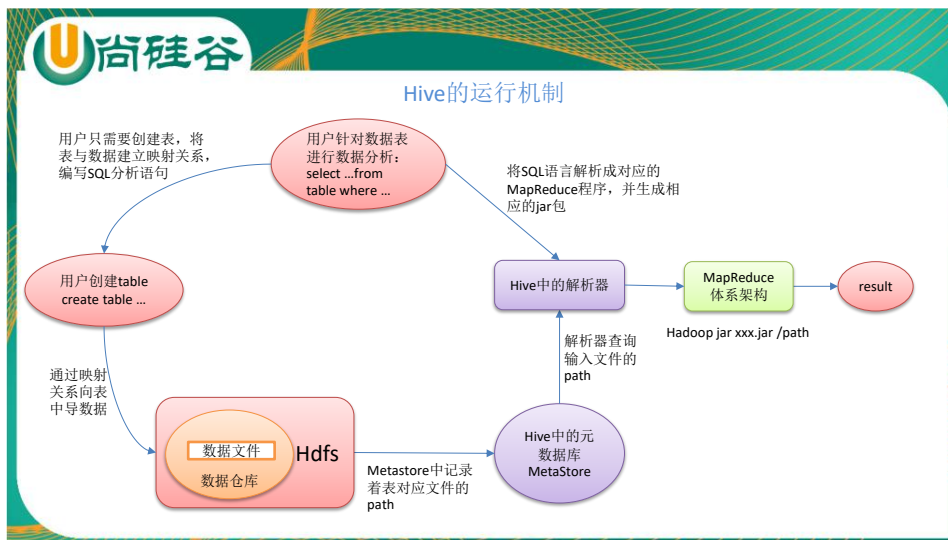 尚硅谷
Hive的运行机制
用户只需要创建表，将
表与数据建立映射关系，
编写SQL分析语句
用户针对数据表
进行数据分析：
select …from
table where …
将SQL语言解析成对应的
MapReduce程序，并生成相
应的jar包
用户创建table
create table …
Hive中的解析器
MapReduce
体系架构
result
Hadoop jar xxx.jar /path
解析器查询
输入文件的
path
通过映射
关系向表
中导数据
数据文件
数据仓库
Hdfs
Metastore中记录
着表对应文件的
path
Hive中的元
数据库
MetaStore